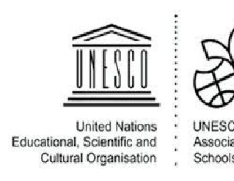 UNESCO
United Nations
Educational, Scientific and
Cultural Organisation
UNESC
Associa
Schools